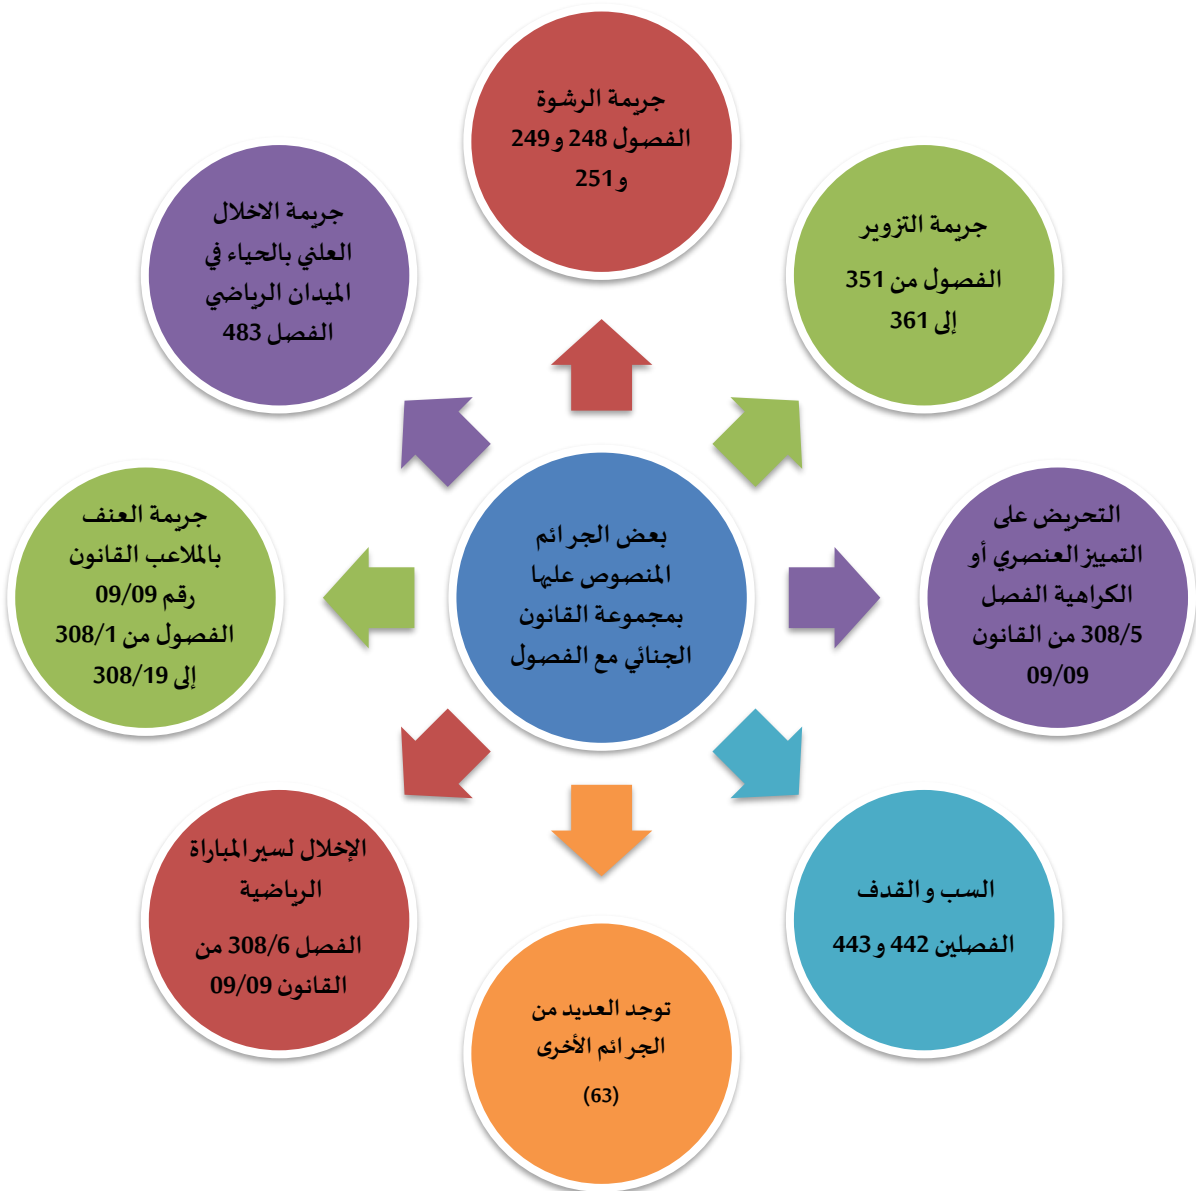 جريمة الرشوة
الفصول 248 و 249
و 251
جريمة التزوير
الفصول من 351
إلى 361
جريمة الاخلال
العلني بالحياء في
الميدان الرياضي
الفصل 483
بعض الجرائم
المنصوص عليها
بمجموعة القانون
الجنائي مع الفصول
التحريض على
التمييز العنصري أو
الكراهية الفصل
308/5 من القانون
09/09
جريمة العنف
بالملاعب القانون
رقم 09/09
الفصول من 308/1
إلى 308/19
السب و القدف
الفصلين 442 و 443
الإخلال لسير المباراة
الرياضية
الفصل 308/6 من
القانون 09/09
توجد العديد من
الجرائم الأخرى
(63)